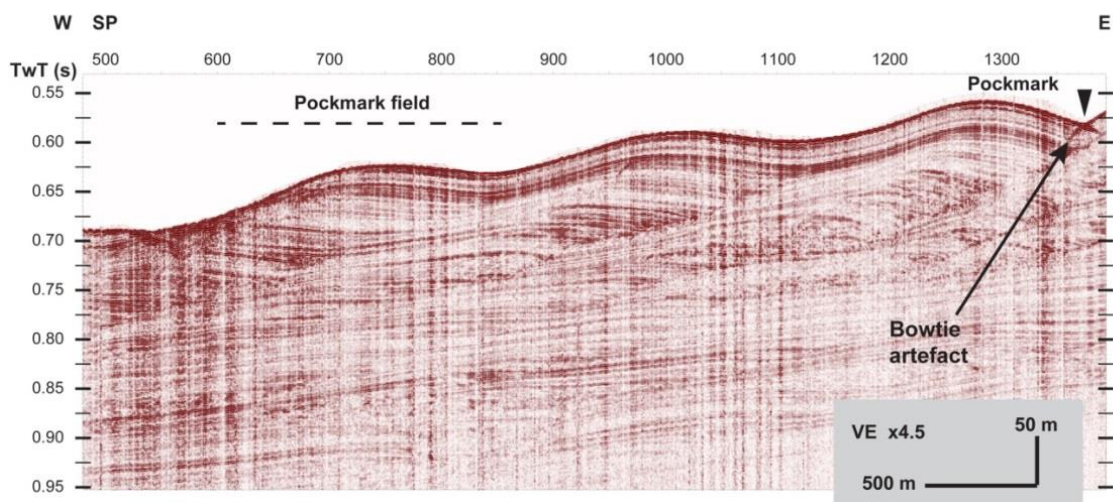 W SP E
TwT (s) 500 600 700 800 900 1000 1100 1200 1300
0.55
0.60
0.65
0.70
0.75
0.80
0.85
0.90
0.95
Pockmark field
Pockmark
Bowtie
artefact
VE x4.5 50 m
500 m